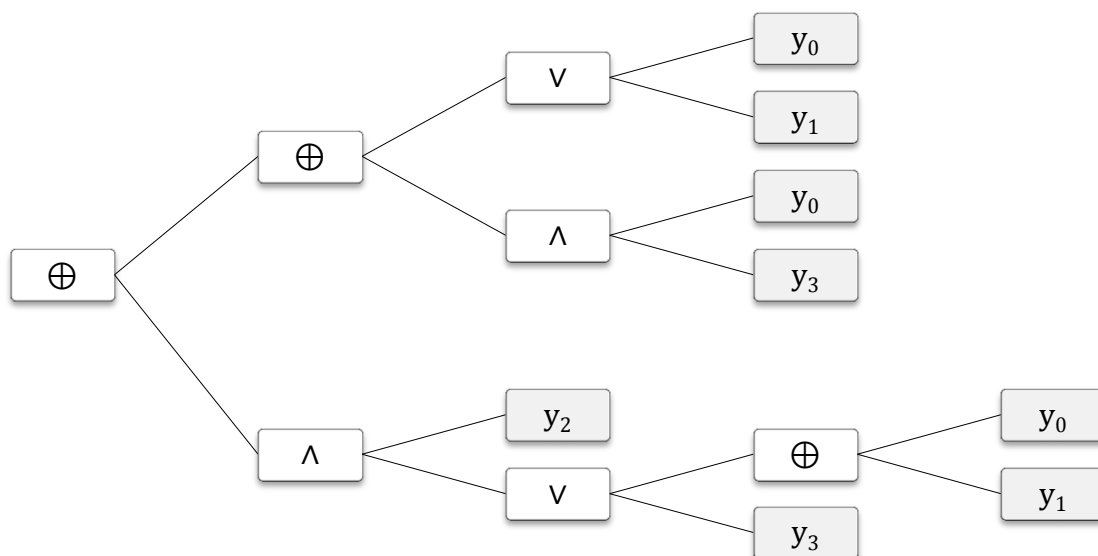 ∨
y₀
y₁
⊕
∧
y₀
y₃
⊕
∧
y₂
∨
⊕
y₀
y₁
y₃